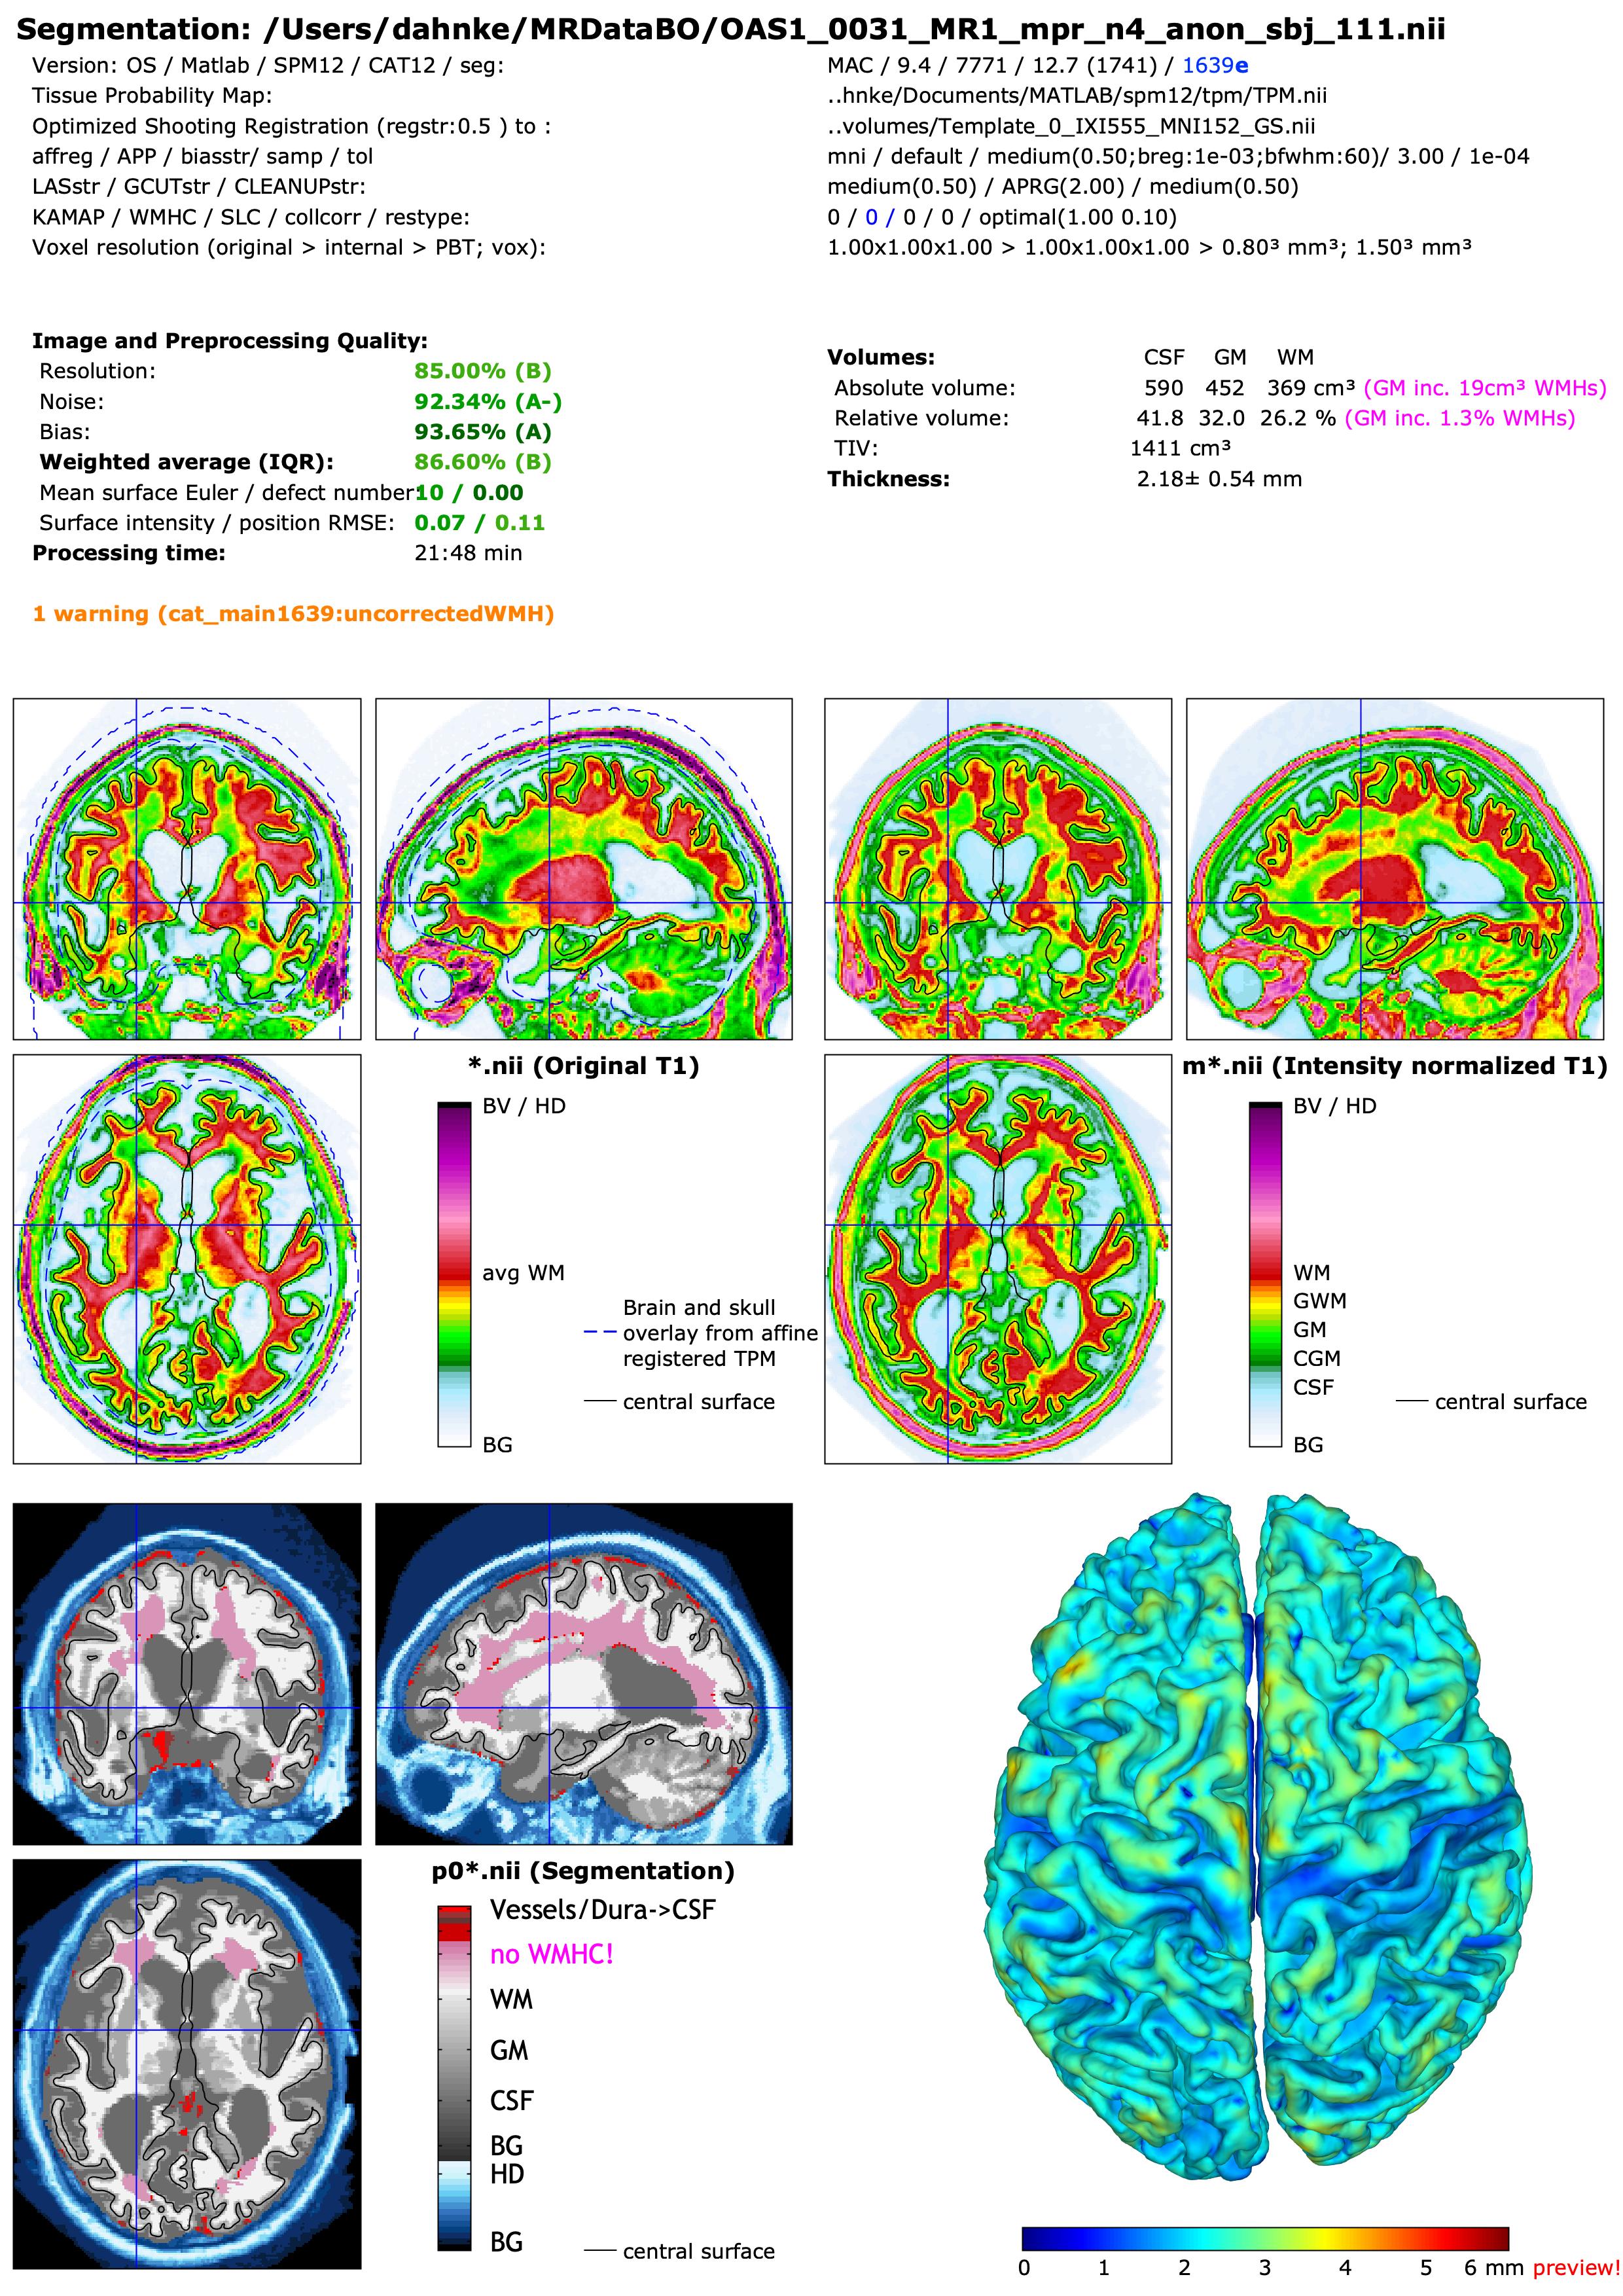 Segmentation: /Users/dahnke/MRDataBO/OAS1_0031_MR1_mpr_n4_anon_sbj_111.nii
Version: OS / Matlab / SPM12 / CAT12 / seg: MAC / 9.4 / 7771 / 12.7 (1741) / 1639e
Tissue Probability Map: ..hnke/Documents/MATLAB/spm12/tpm/TPM.nii
Optimized Shooting Registration (regstr:0.5 ) to : ..volumes/Template_0_IXI555_MNI152_GS.nii
affreg / APP / biasstr/ samp / tol mni / default / medium(0.50;breg:1e-03;bfwhm:60)/ 3.00 / 1e-04
LASstr / GCUTstr / CLEANUPstr: medium(0.50) / APRG(2.00) / medium(0.50)
KAMAP / WMHC / SLC / collcorr / restype: 0 / 0 / 0 / 0 / optimal(1.00 0.10)
Voxel resolution (original > internal > PBT; vox): 1.00x1.00x1.00 > 1.00x1.00x1.00 > 0.80³ mm³; 1.50³ mm³
Image and Preprocessing Quality:
Resolution: 85.00% (B)
Noise: 92.34% (A-)
Bias: 93.65% (A)
Weighted average (IQR): 86.60% (B)
Mean surface Euler / defect number: 10 / 0.00
Surface intensity / position RMSE: 0.07 / 0.11
Processing time: 21:48 min
1 warning (cat_main1639:uncorrectedWMH)
Volumes: CSF GM WM
Absolute volume: 590 452 369 cm³ (GM inc. 19cm³ WMHs)
Relative volume: 41.8 32.0 26.2 % (GM inc. 1.3% WMHs)
TIV: 1411 cm³
Thickness: 2.18± 0.54 mm
*.nii (Original T1)
BV / HD
avg WM
Brain and skull
overlay from affine
registered TPM
central surface
BG
m*.nii (Intensity normalized T1)
BV / HD
WM
GWM
GM
CGM
CSF
central surface
BG
p0*.nii (Segmentation)
Vessels/Dura->CSF
no WMHC!
WM
GM
CSF
BG
HD
BG
central surface
0 1 2 3 4 5 6 mm preview!